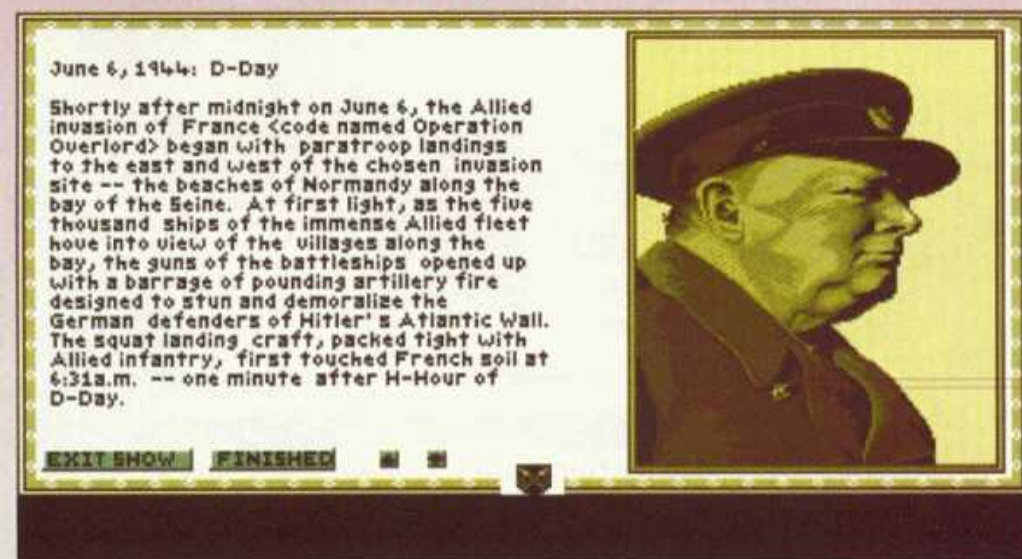 June 6, 1944: D-Day
Shortly after midnight on June 6, the Allied
invasion of France <code named Operation
Overlord> began with paratroop landings
to the east and west of the chosen invasion
site -- the beaches of Normandy along the
bay of the Seine. At first light, as the five
thousand ships of the immense Allied fleet
hove into view of the villages along the
bay, the guns of the battleships opened up
with a barrage of pounding artillery fire
designed to stun and demoralize the
German defenders of Hitler's Atlantic Wall.
The squat landing craft, packed tight with
Allied infantry, first touched French soil at
6:31a.m. -- one minute after H-Hour of
D-Day.
EXIT SHOW FINISHED